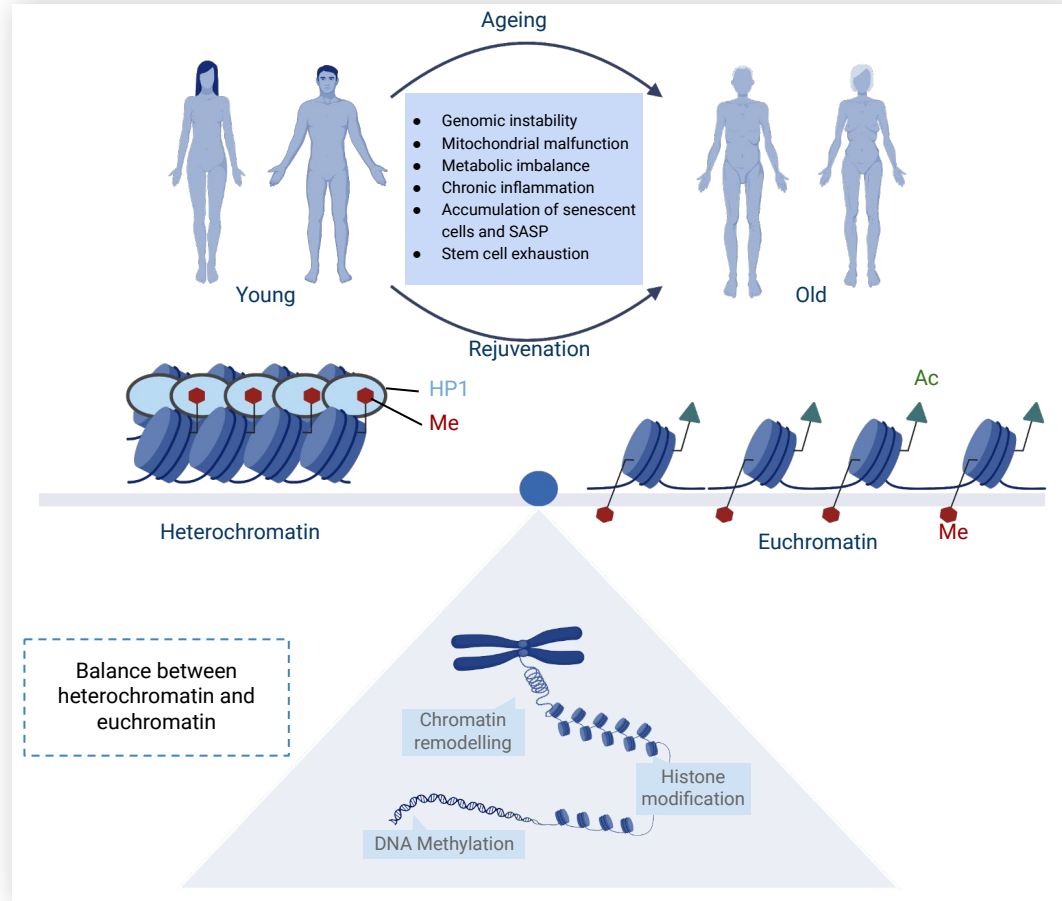 Ageing
● Genomic instability
● Mitochondrial malfunction
● Metabolic imbalance
● Chronic inflammation
● Accumulation of senescent
cells and SASP
● Stem cell exhaustion
Young
Old
Rejuvenation
HP1
Me
Ac
Heterochromatin
Euchromatin
Me
Balance between
heterochromatin and
euchromatin
Chromatin
remodelling
Histone
modification
DNA Methylation